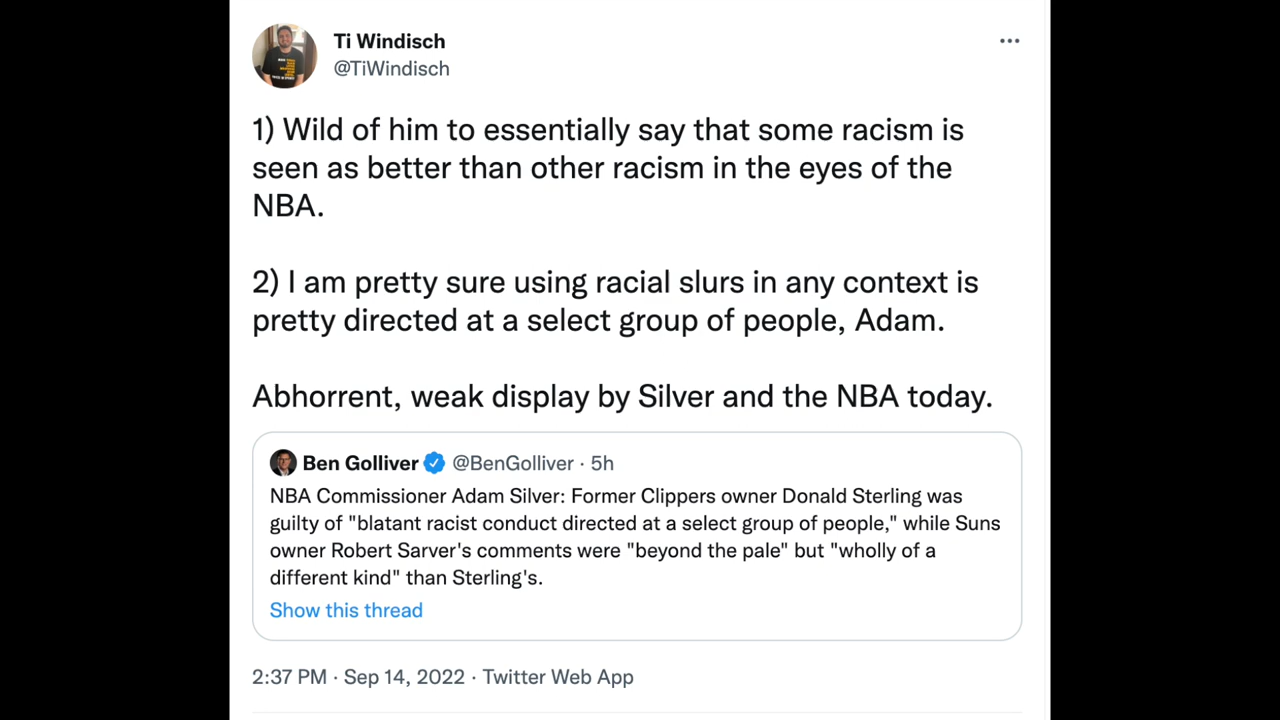 Ti Windisch
@TiWindisch
1) Wild of him to essentially say that some racism is
seen as better than other racism in the eyes of the
NBA.
2) I am pretty sure using racial slurs in any context is
pretty directed at a select group of people, Adam.
Abhorrent, weak display by Silver and the NBA today.
Ben Golliver @BenGolliver · 5h
NBA Commissioner Adam Silver: Former Clippers owner Donald Sterling was
guilty of "blatant racist conduct directed at a select group of people," while Suns
owner Robert Sarver's comments were "beyond the pale" but "wholly of a
different kind" than Sterling's.
Show this thread
2:37 PM · Sep 14, 2022 · Twitter Web App